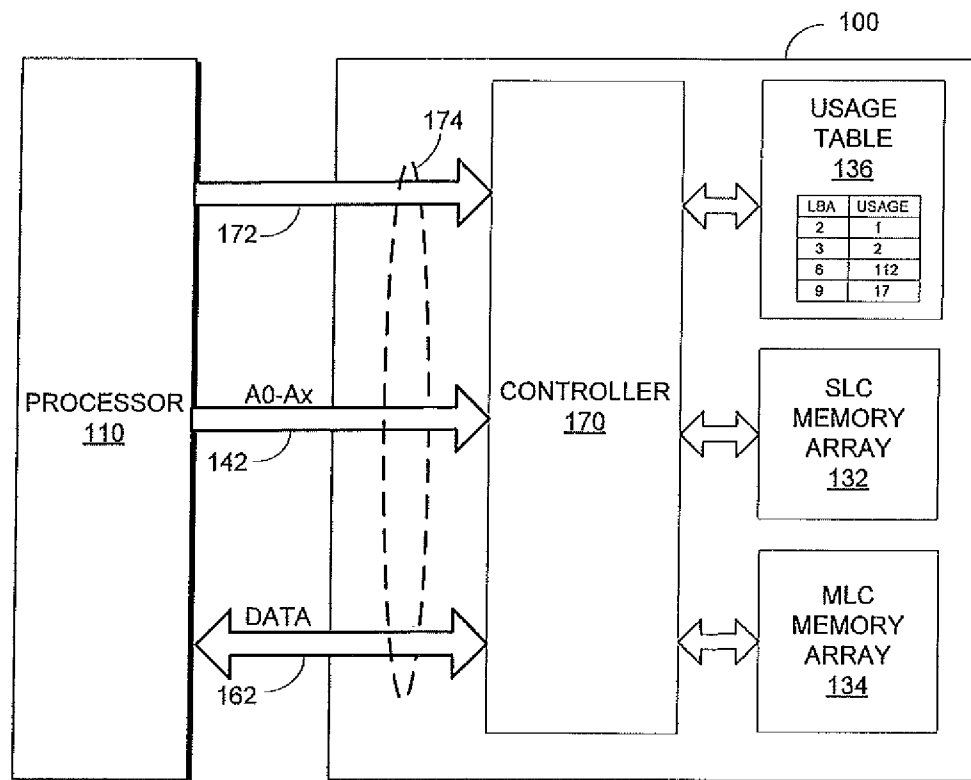 100
174
USAGE
TABLE
136
LBA USAGE
2 1
3 2
6 112
9 17
172
PROCESSOR
110
A0-Ax
142
CONTROLLER
170
SLC
MEMORY
ARRAY
132
DATA
162
MLC
MEMORY
ARRAY
134